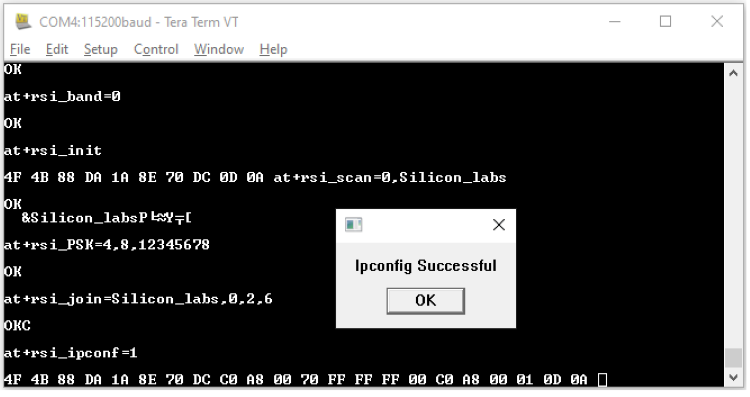 COM4:115200baud - Tera Term VT
File Edit Setup Control Window Help
OK
at+rsi_band=0
OK
at+rsi_init
4F 4B 88 DA 1A 8E 70 DC 0D 0A at+rsi_scan=0,Silicon_labs
OK
&Silicon_labsP
at+rsi_PSK=4,8,12345678
OK
at+rsi_join=Silicon_labs,0,2,6
OKC
at+rsi_ipconf=1
4F 4B 88 DA 1A 8E 70 DC C0 A8 00 70 FF FF FF 00 C0 A8 00 01 0D 0A
Ipconfig Successful
OK